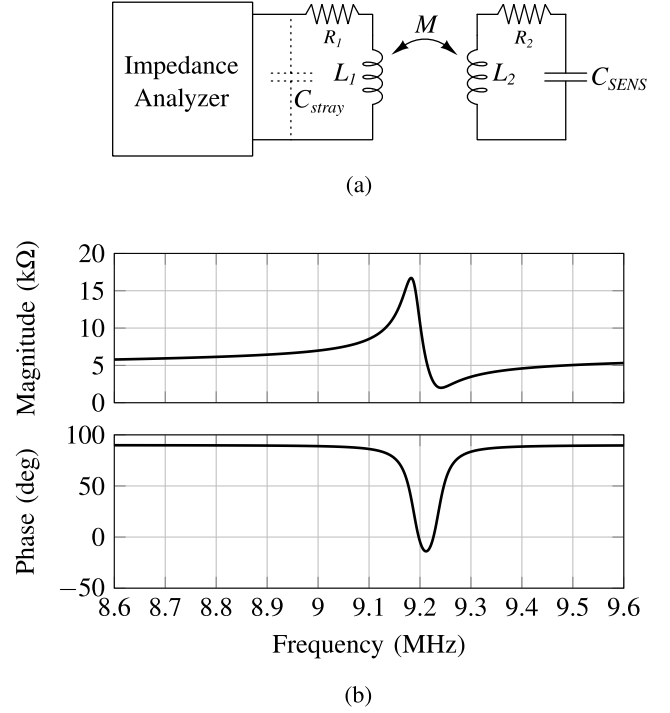 Impedance Analyzer
R1
L1
Cstray
M
R2
L2
CSENS
(a)
Magnitude (kΩ)
20
15
10
5
0
Phase (deg)
100
50
0
−50
8.6 8.7 8.8 8.9 9 9.1 9.2 9.3 9.4 9.5 9.6
Frequency (MHz)
(b)